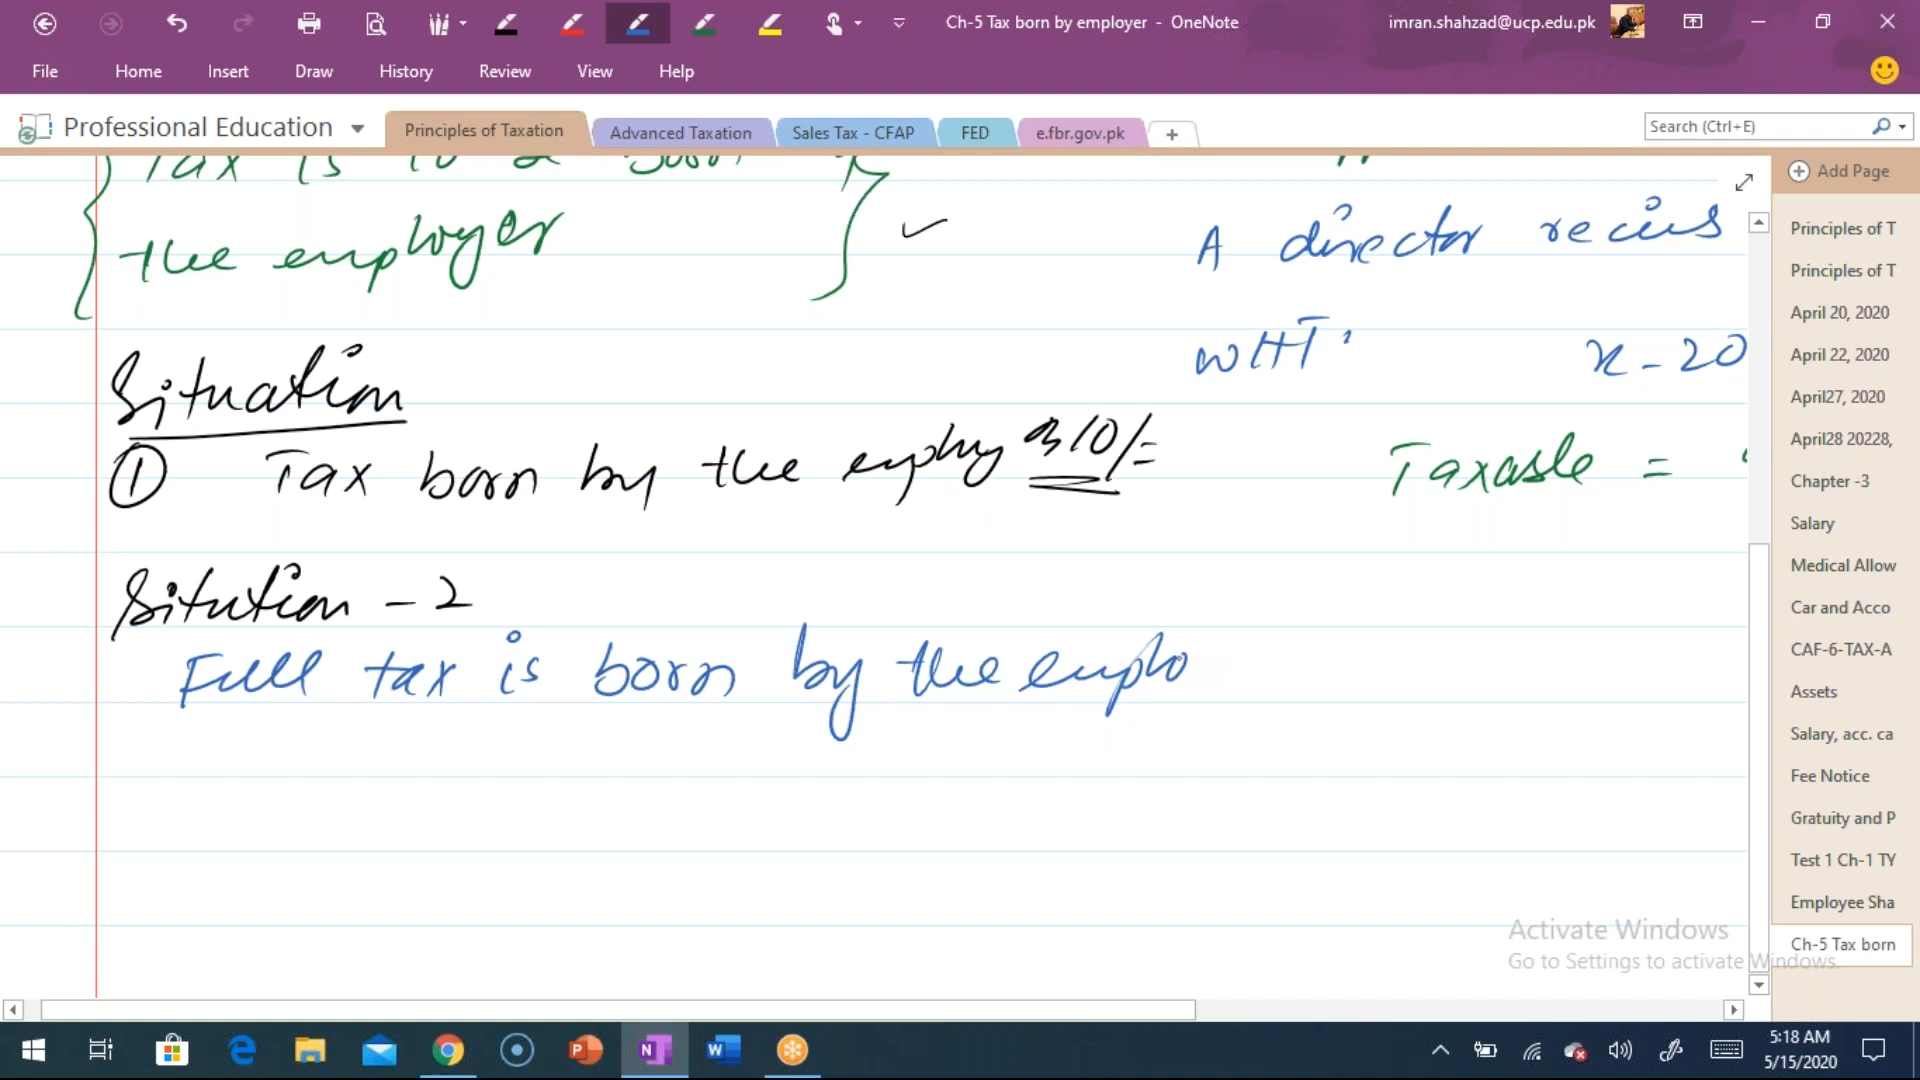 Ch-5 Tax born by employer - OneNote
imran.shahzad@ucp.edu.pk
File Home Insert Draw History Review View Help
Professional Education
Principles of Taxation
Advanced Taxation
Sales Tax - CFAP
FED
e.fbr.gov.pk
Search (Ctrl+E)
Tax is to
the employer
Situation
① Tax born by the
Sitution - 2
Full tax is born by the emplo
A director
WHT
x - 20
Taxable =
Add Page
Principles of T
Principles of T
April 20, 2020
April 22, 2020
April27, 2020
April28 20228,
Chapter -3
Salary
Medical Allow
Car and Acco
CAF-6-TAX-A
Assets
Salary, acc. ca
Fee Notice
Gratuity and P
Test 1 Ch-1 TY
Employee Sha
Ch-5 Tax born
Activate Windows
Go to Settings to activate Windows.
5:18 AM
5/15/2020